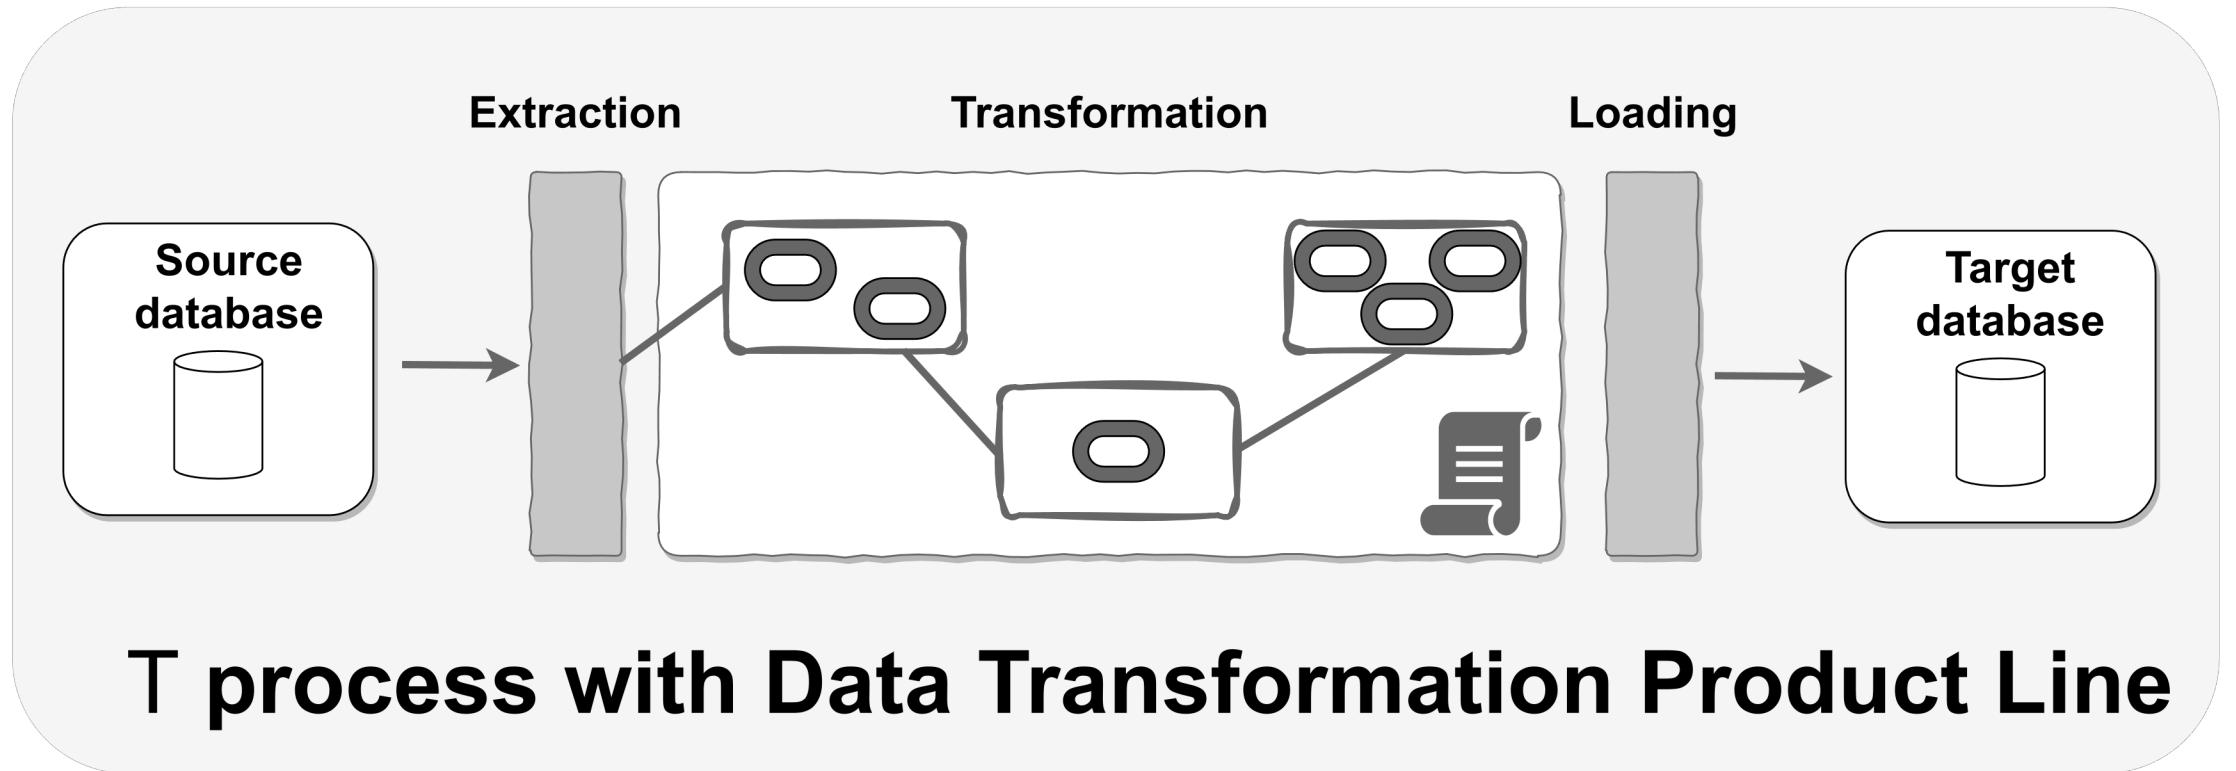 Extraction
Transformation
Loading
Source
database
Target
database
T process with Data Transformation Product Line